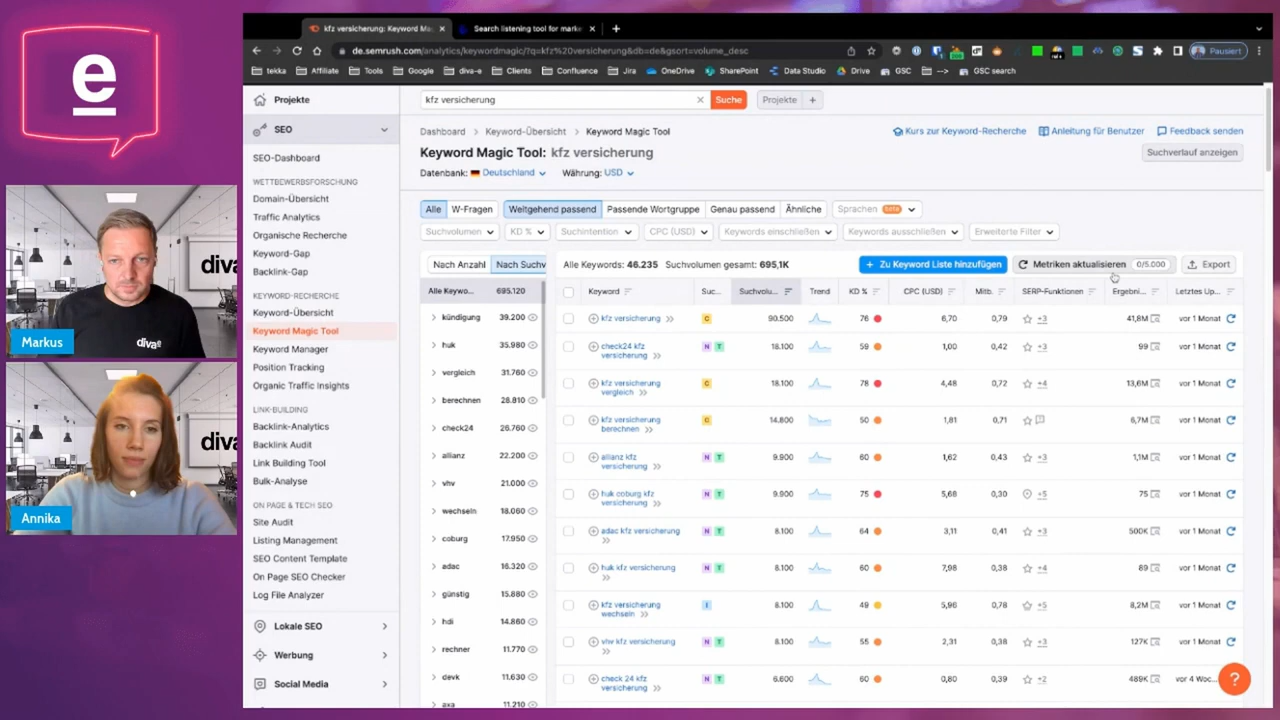 e
Markus
diva-e
diva
Annika
diva
kfz versicherung: Keyword Ma
Search listening tool for marke
de.semrush.com/analytics/keywordmagic/?q=kfz%20versicherung&db=de&gsort=volume_desc
Pausiert
tekka
Affiliate
Tools
Google
diva-e
Clients
Confluence
Jira
OneDrive
SharePoint
Data Studio
Drive
GSC
-->
GSC search
Projekte
SEO
SEO-Dashboard
WETTBEWERBSFORSCHUNG
Domain-Übersicht
Traffic Analytics
Organische Recherche
Keyword-Gap
Backlink-Gap
KEYWORD-RECHERCHE
Keyword-Übersicht
Keyword Magic Tool
Keyword Manager
Position Tracking
Organic Traffic Insights
LINK-BUILDING
Backlink-Analytics
Backlink Audit
Link Building Tool
Bulk-Analyse
ON PAGE & TECH SEO
Site Audit
Listing Management
SEO Content Template
On Page SEO Checker
Log File Analyzer
Lokale SEO
Werbung
Social Media
kfz versicherung
Suche
Projekte +
Dashboard > Keyword-Übersicht > Keyword Magic Tool
Kurs zur Keyword-Recherche
Anleitung für Benutzer
Feedback senden
Keyword Magic Tool: kfz versicherung
Suchverlauf anzeigen
Datenbank: Deutschland
Währung: USD
Alle W-Fragen Weitgehend passend Passende Wortgruppe Genau passend Ähnliche Sprachen beta
Suchvolumen KD % Suchintention CPC (USD) Keywords einschließen Keywords ausschließen Erweiterte Filter
Nach Anzahl Nach Suchv
Alle Keywo... 695.120
kündigung 39.200
huk 35.980
vergleich 31.760
berechnen 28.810
check24 26.760
allianz 22.200
vhv 21.000
wechseln 18.060
coburg 17.950
adac 16.320
günstig 15.880
hdi 14.860
rechner 11.770
devk 11.630
axa 11.210
Alle Keywords: 46.235 Suchvolumen gesamt: 695,1K
+ Zu Keyword Liste hinzufügen
Metriken aktualisieren 0/5.000
Export
Keyword Suc... Suchvolu... Trend KD % CPC (USD) Mitb. SERP-Funktionen Ergebni... Letztes Up...
kfz versicherung C 90.500 76 6,70 0,79 +3 41,8M vor 1 Monat
check24 kfz versicherung N T 18.100 59 1,00 0,42 +3 99 vor 1 Monat
kfz versicherung vergleich C 18.100 78 4,48 0,72 +4 13,6M vor 1 Monat
kfz versicherung berechnen C 14.800 50 1,81 0,71 6,7M vor 1 Monat
allianz kfz versicherung N T 9.900 60 1,62 0,43 +3 1,1M vor 1 Monat
huk coburg kfz versicherung N T 9.900 75 5,68 0,30 +5 75 vor 1 Monat
adac kfz versicherung N T 8.100 64 3,11 0,41 +3 500K vor 1 Monat
huk kfz versicherung N T 8.100 60 7,98 0,38 +4 89 vor 1 Monat
kfz versicherung wechseln I 8.100 49 5,96 0,78 +5 8,2M vor 1 Monat
vhv kfz versicherung N T 8.100 55 2,31 0,38 +3 127K vor 1 Monat
check 24 kfz versicherung N T 6.600 60 0,80 0,39 +2 489K vor 4 Woc...
?